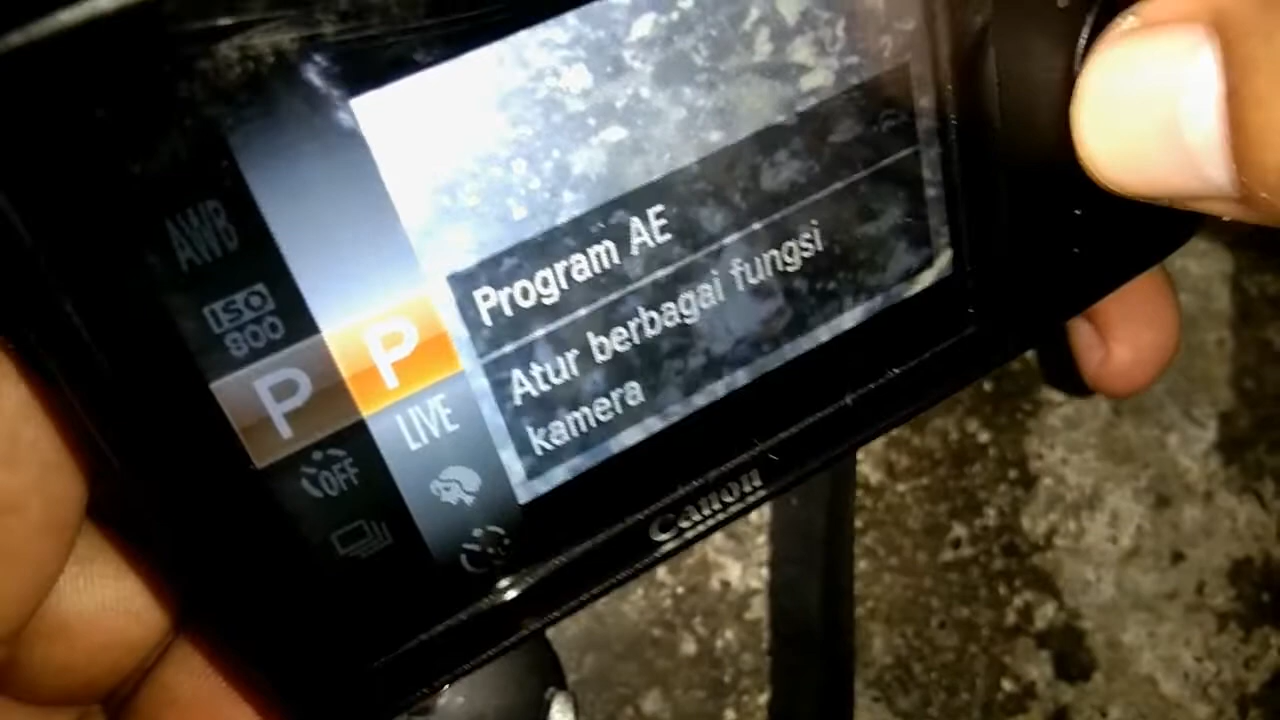 AWB
ISO
800
P
P
LIVE
OFF
Program AE
Atur berbagai fungsi
kamera
Canon